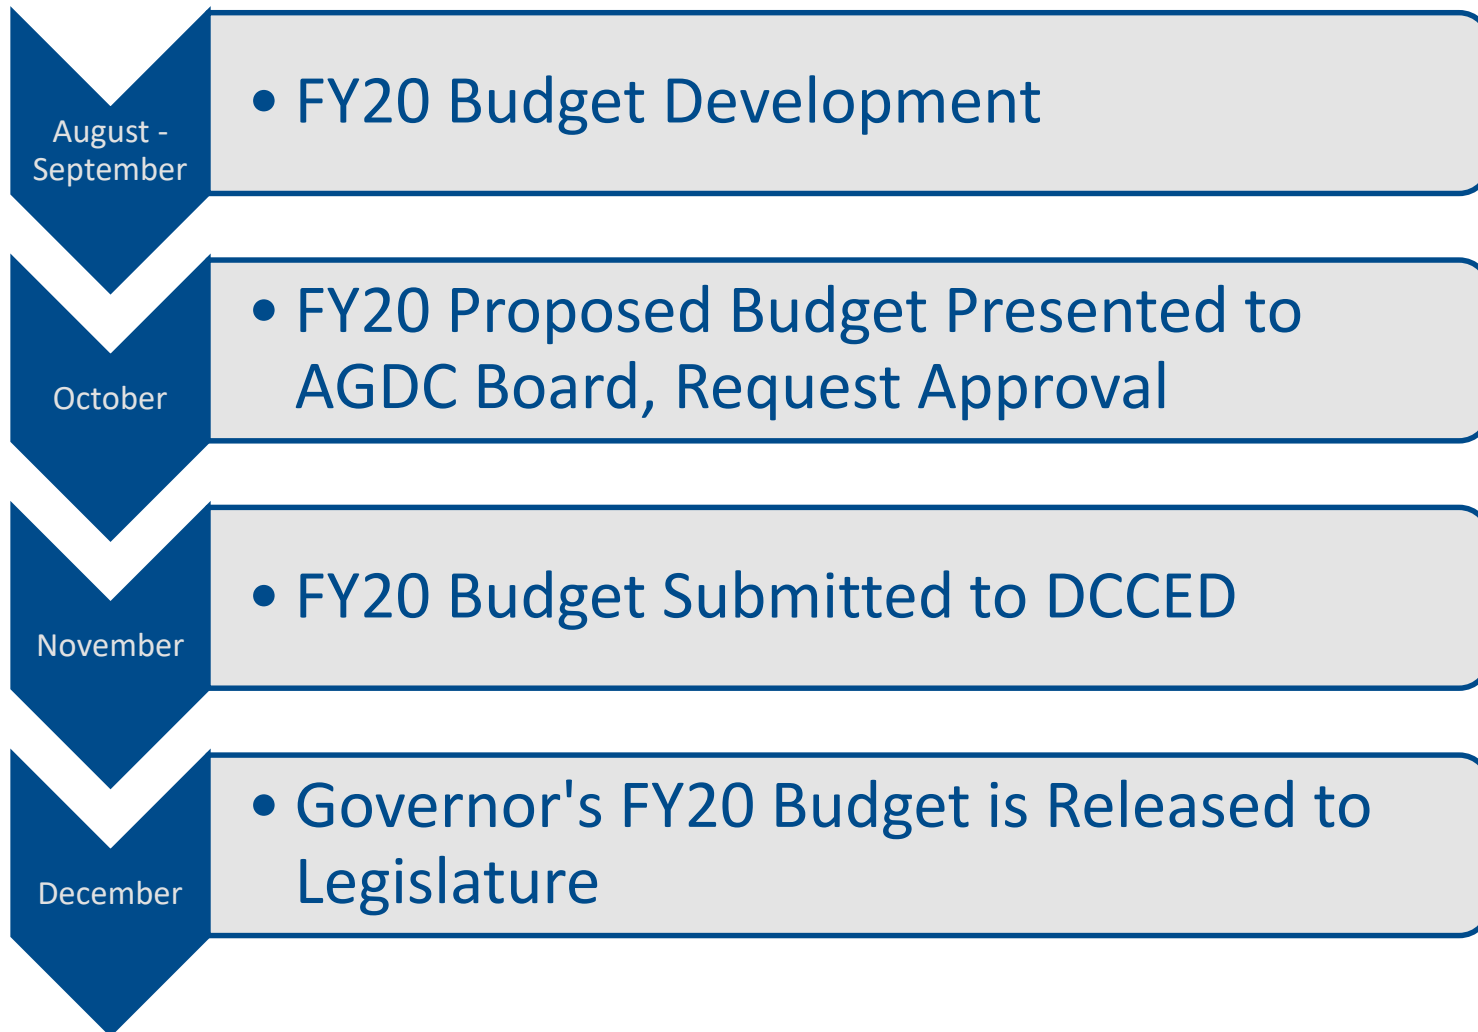 August -
September
• FY20 Budget Development
October
• FY20 Proposed Budget Presented to
AGDC Board, Request Approval
November
• FY20 Budget Submitted to DCCED
December
• Governor's FY20 Budget is Released to
Legislature